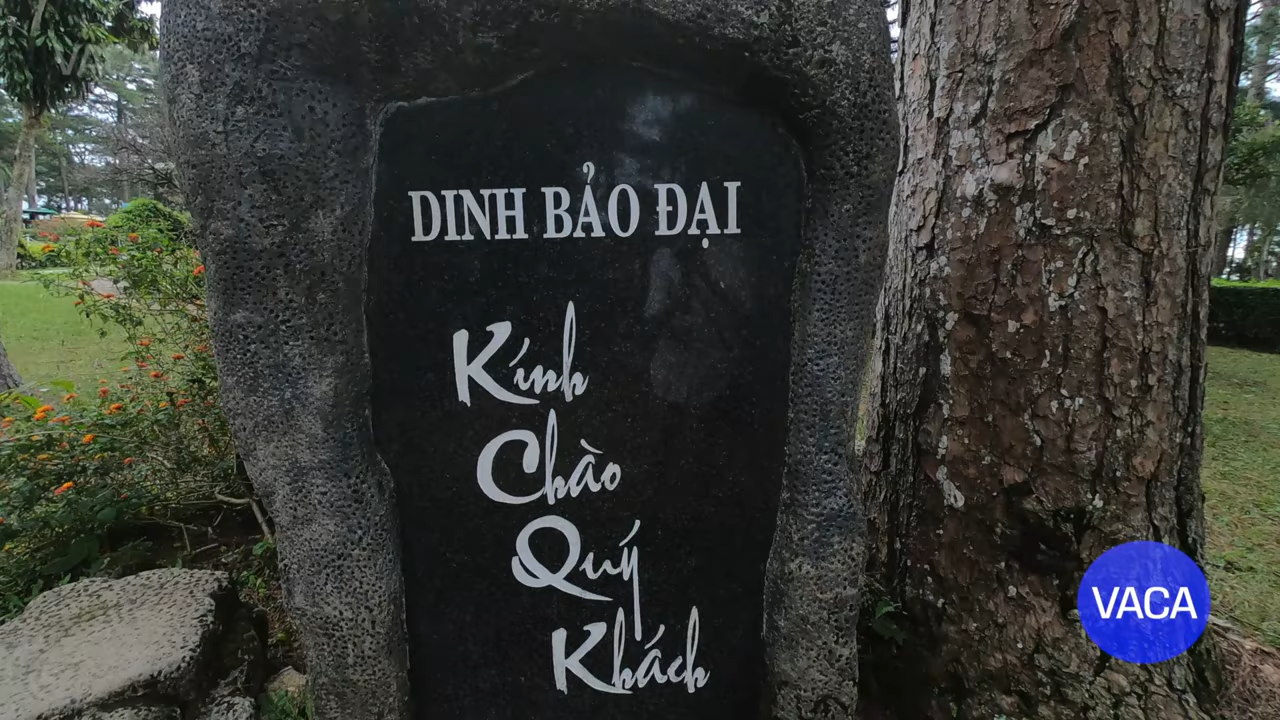 DINH BẢO ĐẠI
Kính
Chào
Quý
Khách
VACA